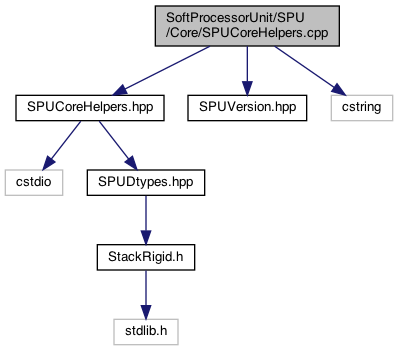 SoftProcessorUnit/SPU
/Core/SPUCoreHelpers.cpp
SPUCoreHelpers.hpp
SPUVersion.hpp
cstring
cstdio
SPUDtypes.hpp
StackRigid.h
stdlib.h